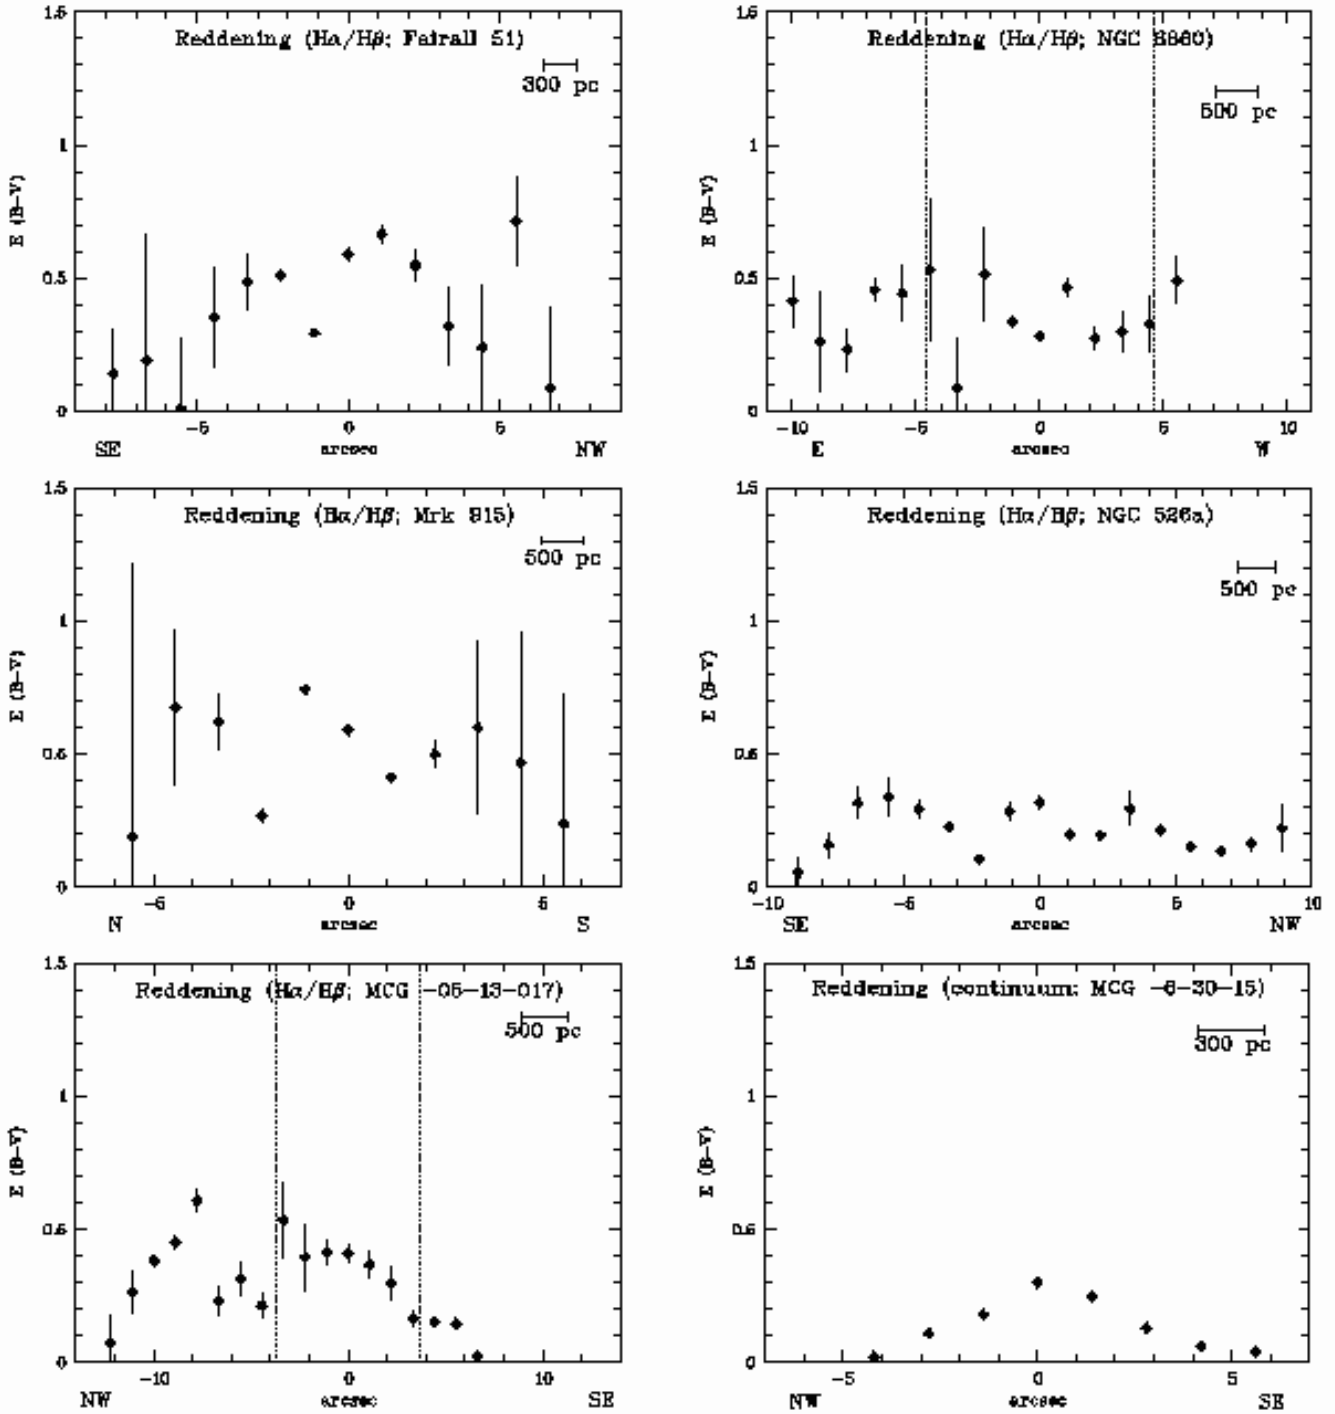 Reddening (Hα/Hβ; Fairall 51)
300 pc
1.5
1
0.5
0
E (B-V)
-5
0
5
SE
arcsec
NW
Reddening (Hα/Hβ; NGC 6860)
500 pc
1.5
1
0.5
0
E (B-V)
-10
-5
0
5
10
E
arcsec
W
Reddening (Hα/Hβ; Mrk 915)
500 pc
1.5
1
0.5
0
E (B-V)
-5
0
5
N
arcsec
S
Reddening (Hα/Hβ; NGC 526a)
500 pc
1.5
1
0.5
0
E (B-V)
-10
-5
0
5
10
SE
arcsec
NW
Reddening (Hα/Hβ; MCG -05-13-017)
500 pc
1.5
1
0.5
0
E (B-V)
-10
0
10
NW
arcsec
SE
Reddening (continuum; MCG -6-30-15)
300 pc
1.5
1
0.5
0
E (B-V)
-5
0
5
NW
arcsec
SE